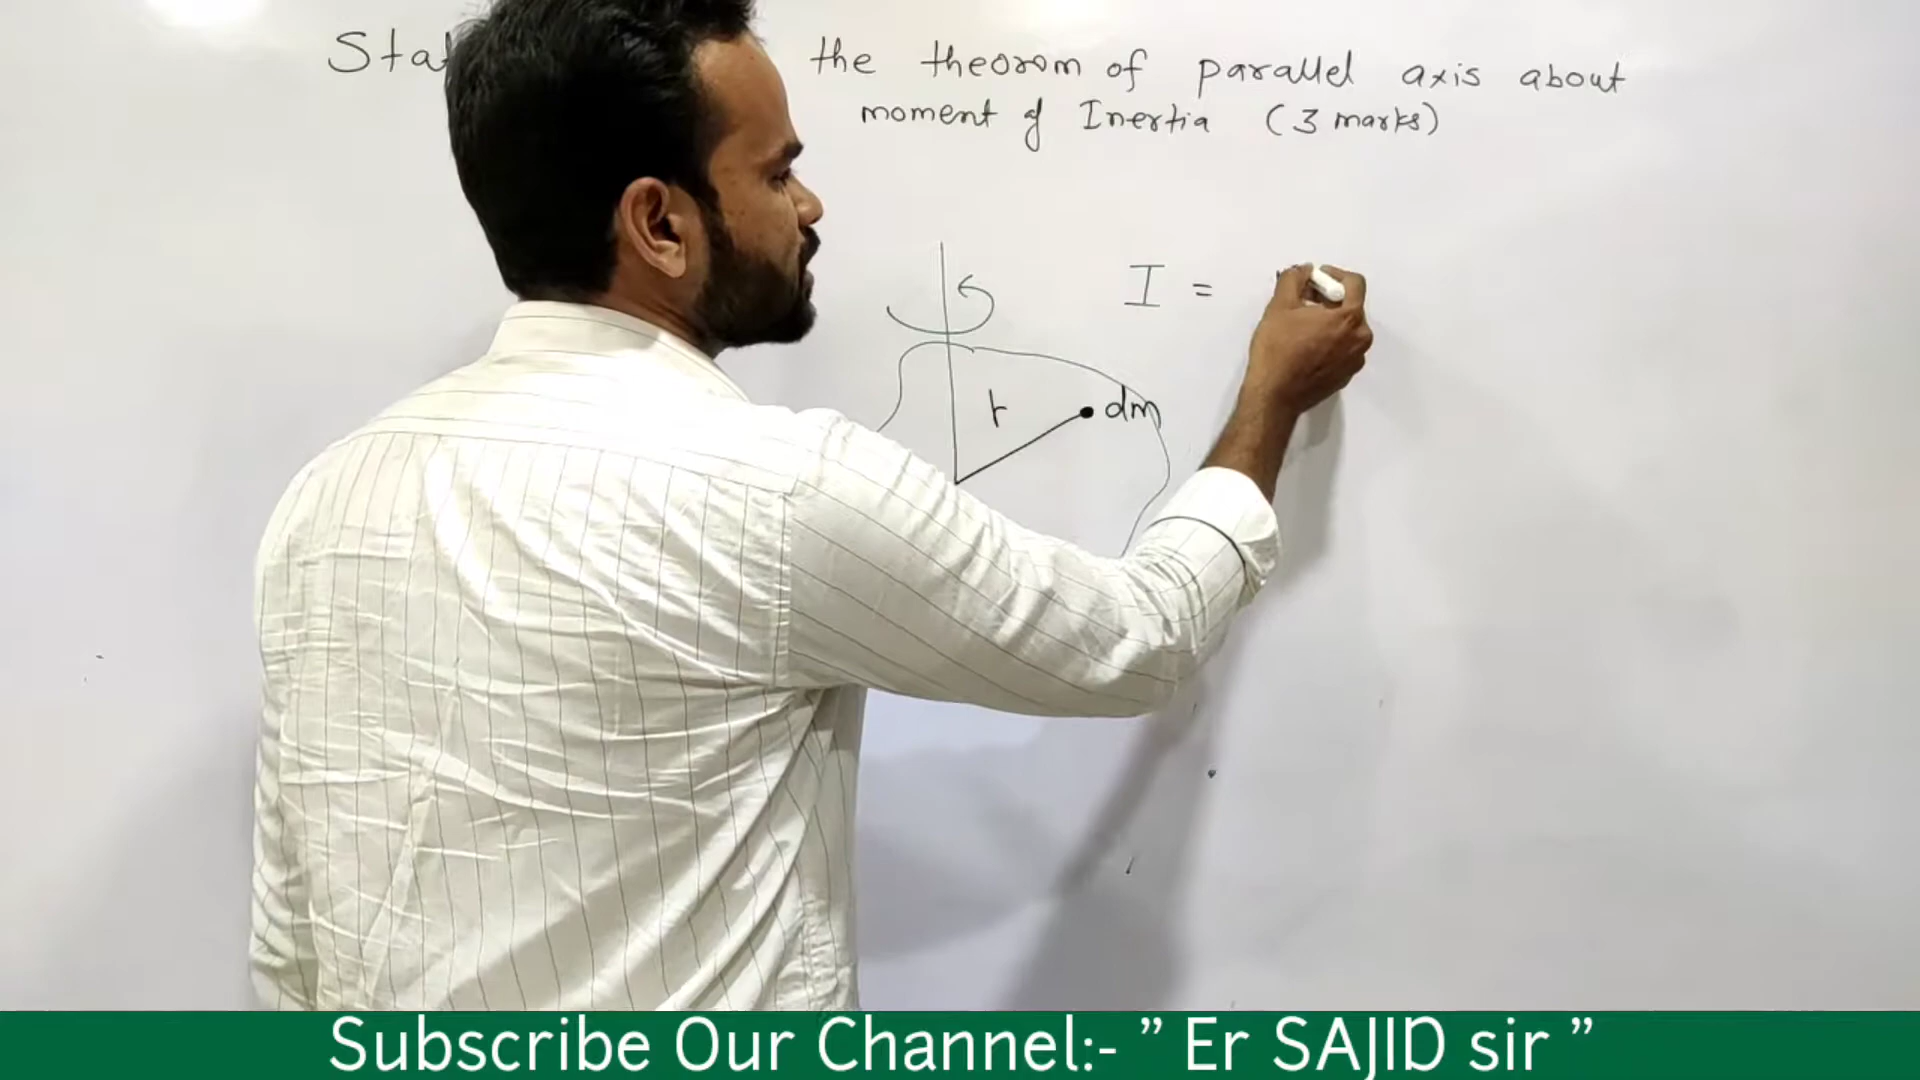 Sta the theorom of parallel axis about
moment of Inertia (3 marks)
I =
r
dm
Subscribe Our Channel:- ” Er SAJID sir ”